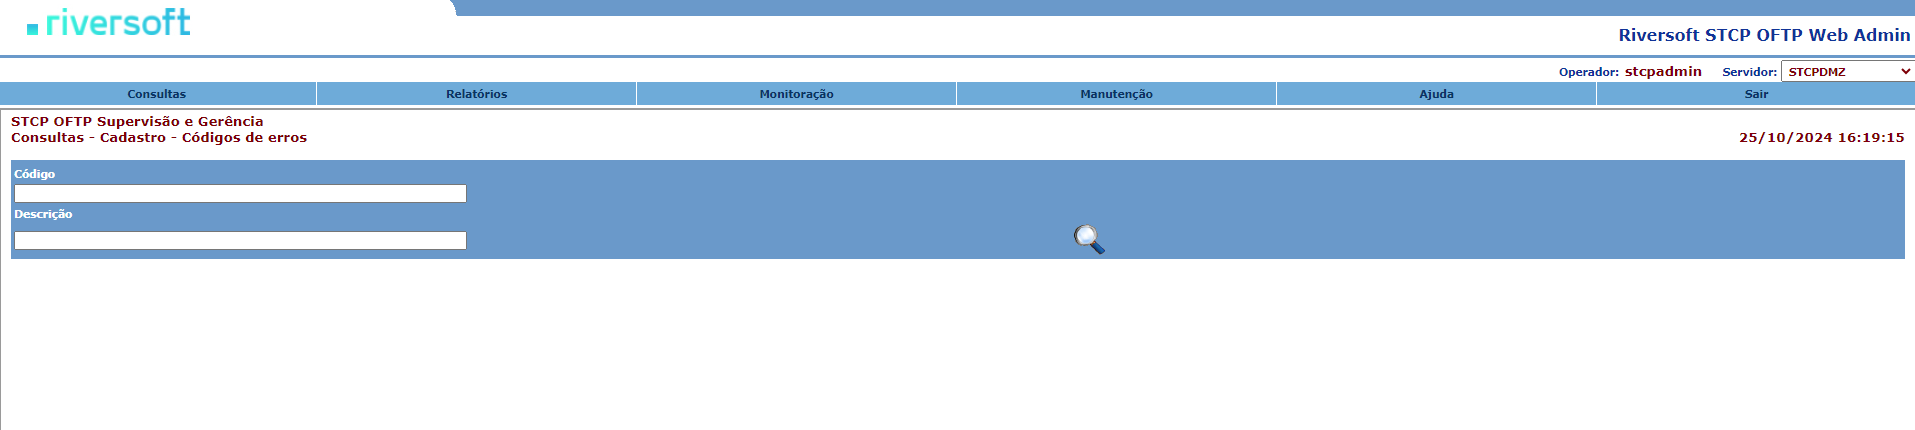 riversoft
Riversoft STCP OFTP Web Admin
Operador: stcpadmin Servidor: STCPDMZ
Consultas Relatórios Monitoração Manutenção Ajuda Sair
STCP OFTP Supervisão e Gerência
Consultas - Cadastro - Códigos de erros 25/10/2024 16:19:15
Código
Descrição